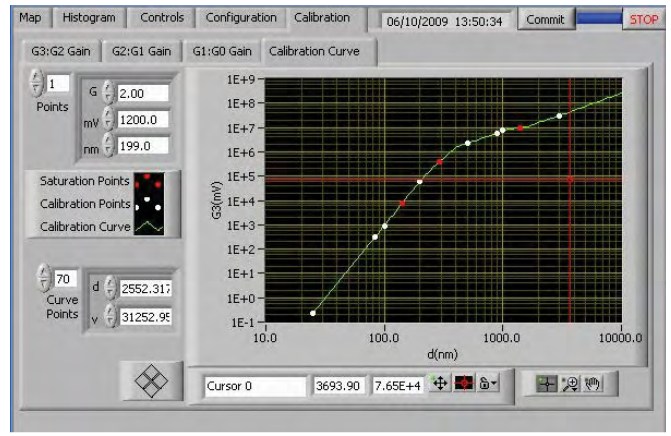 Map Histogram Controls Configuration Calibration 06/10/2009 13:50:34 Commit STOP
G3:G2 Gain G2:G1 Gain G1:G0 Gain Calibration Curve
1
Points
G 2.00
mV 1200.0
nm 199.0
Saturation Points
Calibration Points
Calibration Curve
70
Curve
Points
d 2552.317
v 31252.95
G3(mV)
1E+9
1E+8
1E+7
1E+6
1E+5
1E+4
1E+3
1E+2
1E+1
1E+0
1E-1
10.0 100.0 1000.0 10000.0
d(nm)
Cursor 0 3693.90 7.65E+4